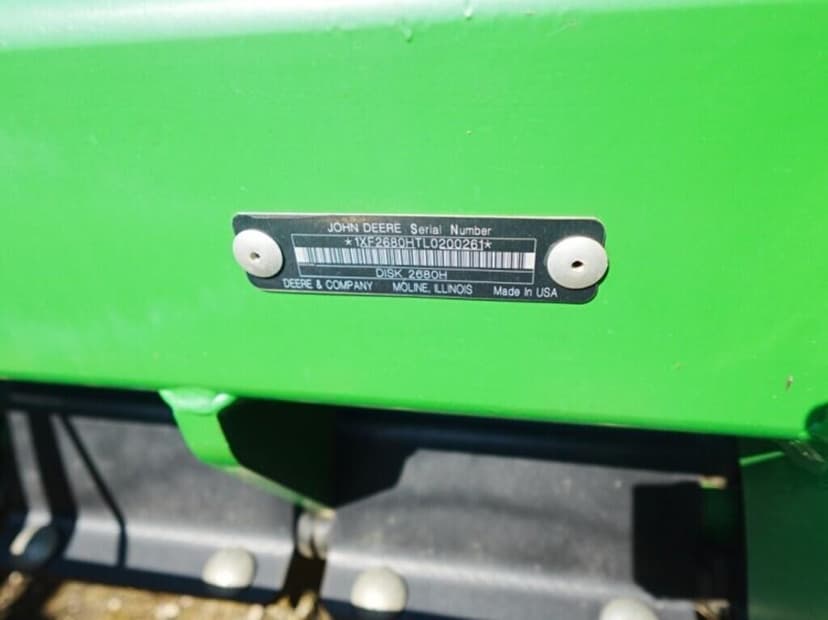 JOHN DEERE Serial Number
*1XF2680HTL0200261*
DISK 2680H
DEERE & COMPANY MOLINE, ILLINOIS Made In USA